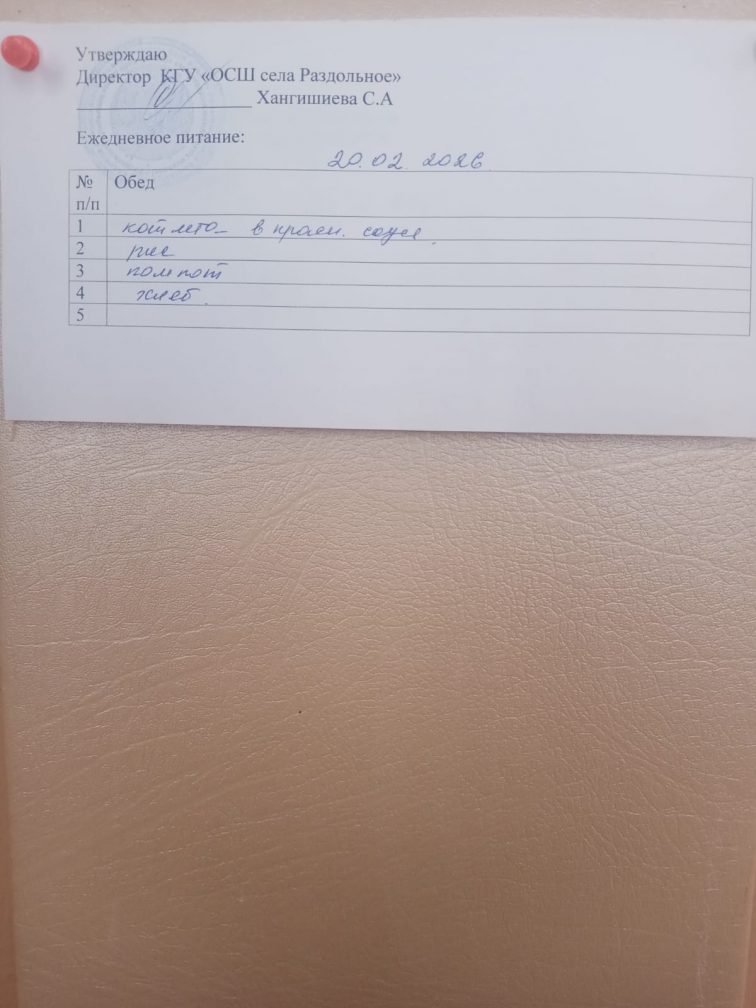 Утверждаю
Директор КГУ «ОСШ села Раздольное»
Хангишиева С.А
Ежедневное питание:
20.02.2026
№ п/п Обед
1 котлета в красн. соусе
2 рис
3 компот
4 хлеб.
5